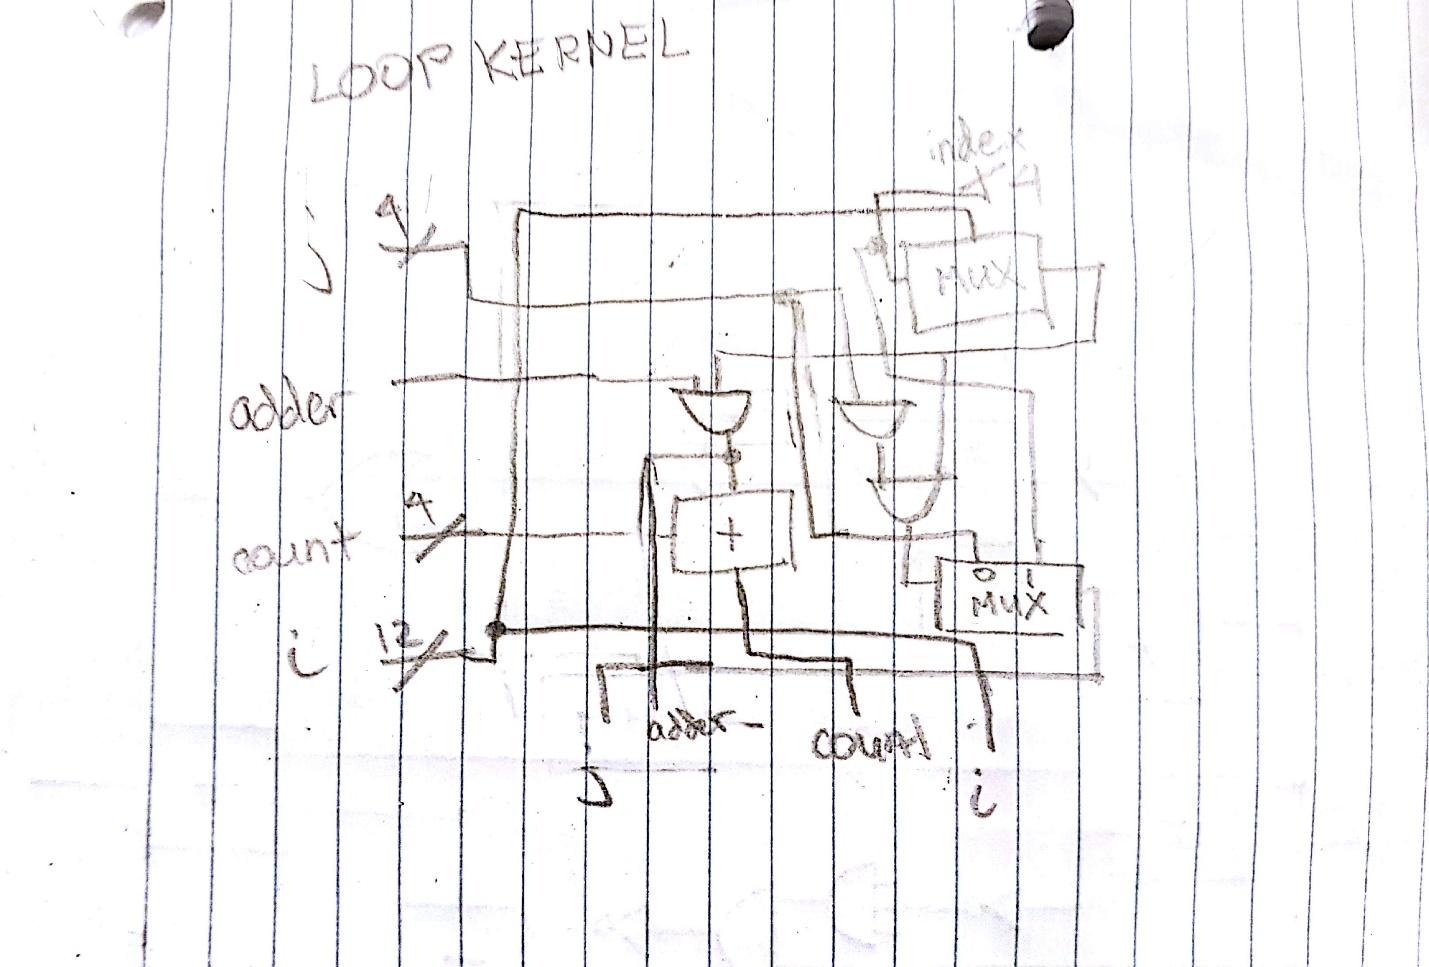 LOOP KERNEL
index
4
4
j
MUX
adder
4
+
count
0 1
MUX
12
i
adder
count
j
i